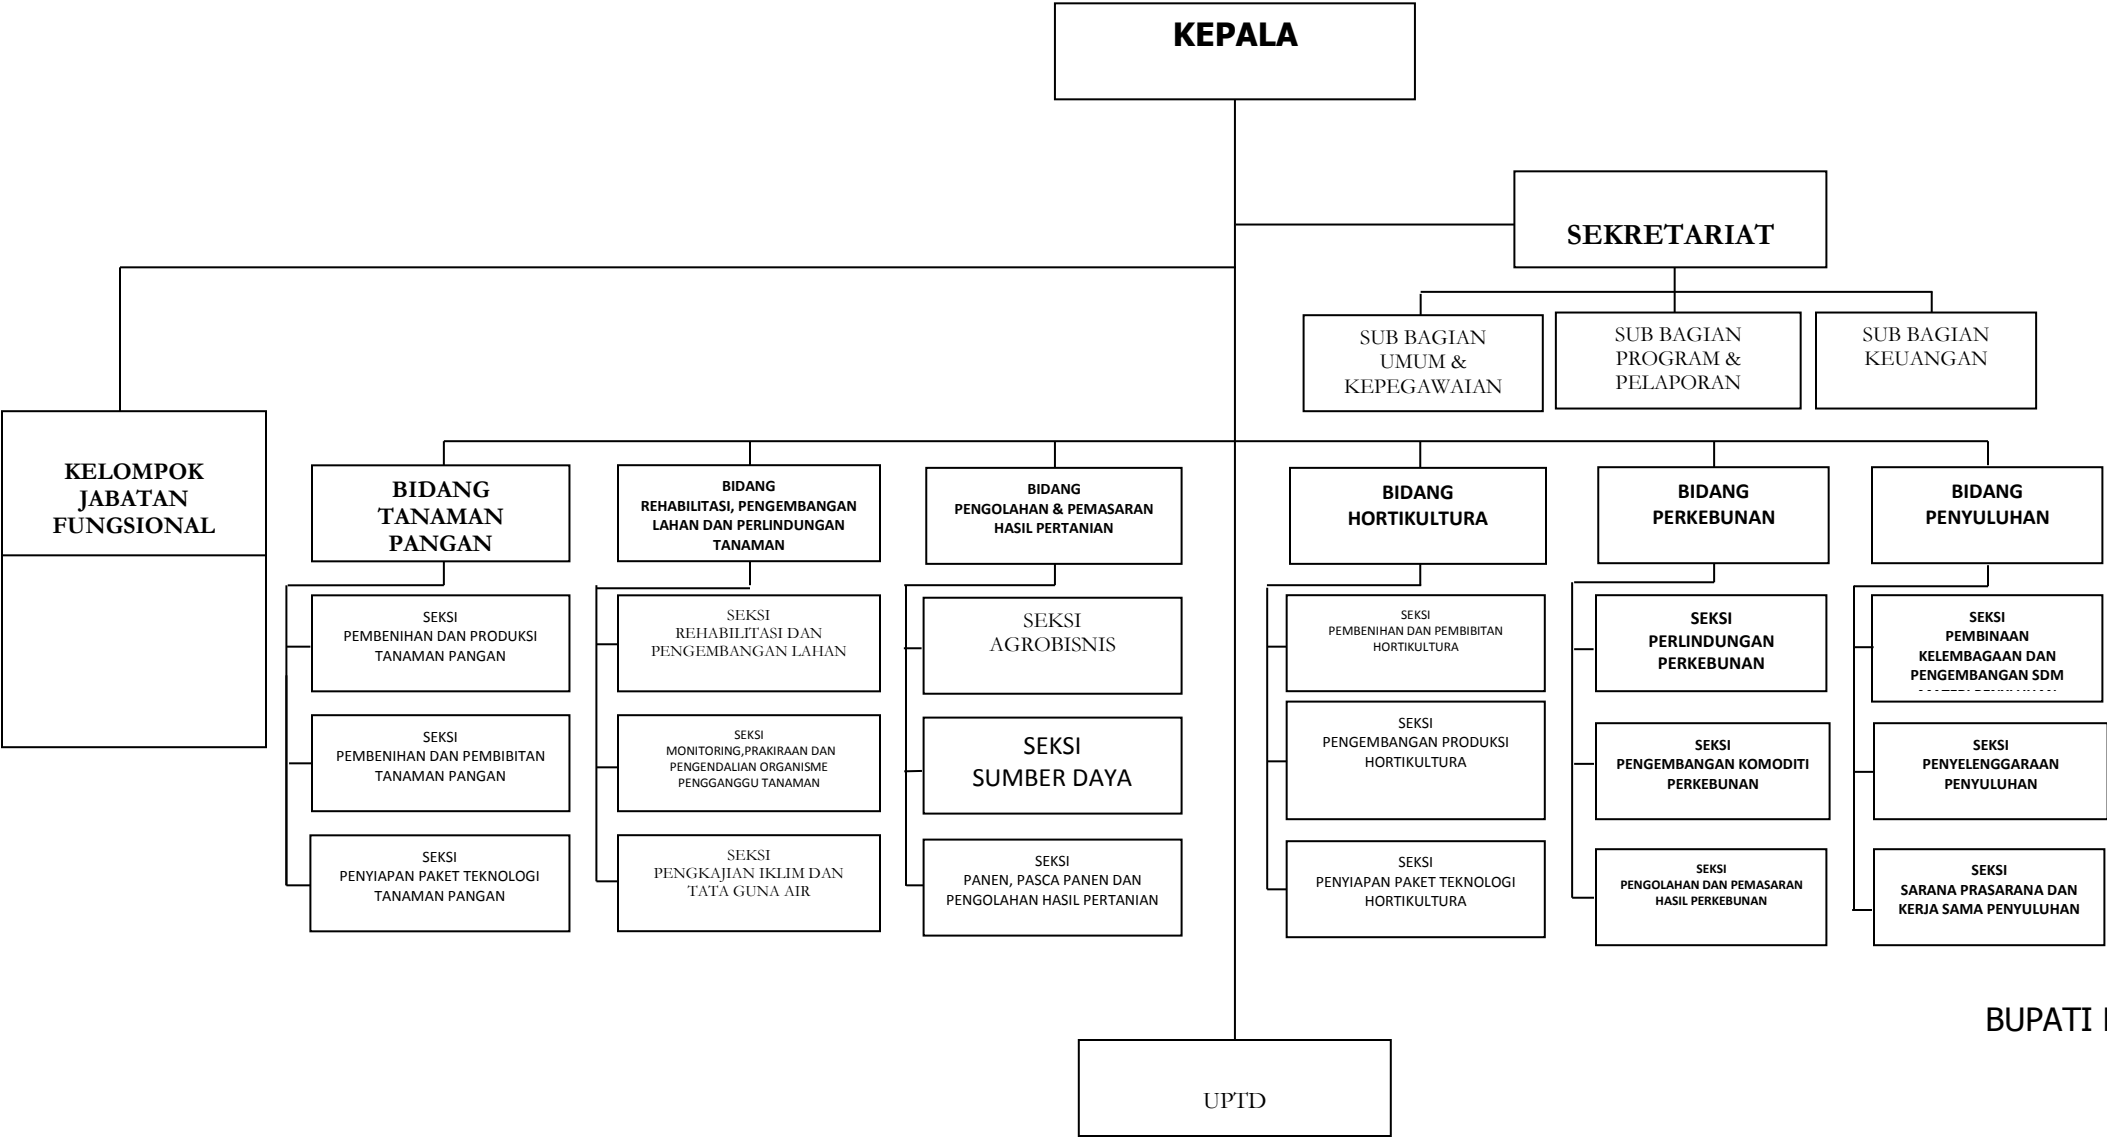 KEPALA
SEKRETARIAT
SUB BAGIAN
UMUM &
KEPEGAWAIAN
SUB BAGIAN
PROGRAM &
PELAPORAN
SUB BAGIAN
KEUANGAN
KELOMPOK
JABATAN
FUNGSIONAL
BIDANG
TANAMAN
PANGAN
BIDANG
REHABILITASI, PENGEMBANGAN
LAHAN DAN PERLINDUNGAN
TANAMAN
BIDANG
PENGOLAHAN & PEMASARAN
HASIL PERTANIAN
BIDANG
HORTIKULTURA
BIDANG
PERKEBUNAN
BIDANG
PENYULUHAN
SEKSI
PEMBENIHAN DAN PRODUKSI
TANAMAN PANGAN
SEKSI
REHABILITASI DAN
PENGEMBANGAN LAHAN
SEKSI
AGROBISNIS
SEKSI
PEMBENIHAN DAN PEMBIBITAN
HORTIKULTURA
SEKSI
PERLINDUNGAN
PERKEBUNAN
SEKSI
PEMBINAAN
KELEMBAGAAN DAN
PENGEMBANGAN SDM
SEKSI
PEMBENIHAN DAN PEMBIBITAN
TANAMAN PANGAN
SEKSI
MONITORING,PRAKIRAAN DAN
PENGENDALIAN ORGANISME
PENGGANGGU TANAMAN
SEKSI
SUMBER DAYA
SEKSI
PENGEMBANGAN PRODUKSI
HORTIKULTURA
SEKSI
PENGEMBANGAN KOMODITI
PERKEBUNAN
SEKSI
PENYELENGGARAAN
PENYULUHAN
SEKSI
PENYIAPAN PAKET TEKNOLOGI
TANAMAN PANGAN
SEKSI
PENGKAJIAN IKLIM DAN
TATA GUNA AIR
SEKSI
PANEN, PASCA PANEN DAN
PENGOLAHAN HASIL PERTANIAN
SEKSI
PENYIAPAN PAKET TEKNOLOGI
HORTIKULTURA
SEKSI
PENGOLAHAN DAN PEMASARAN
HASIL PERKEBUNAN
SEKSI
SARANA PRASARANA DAN
KERJA SAMA PENYULUHAN
BUPATI
UPTD